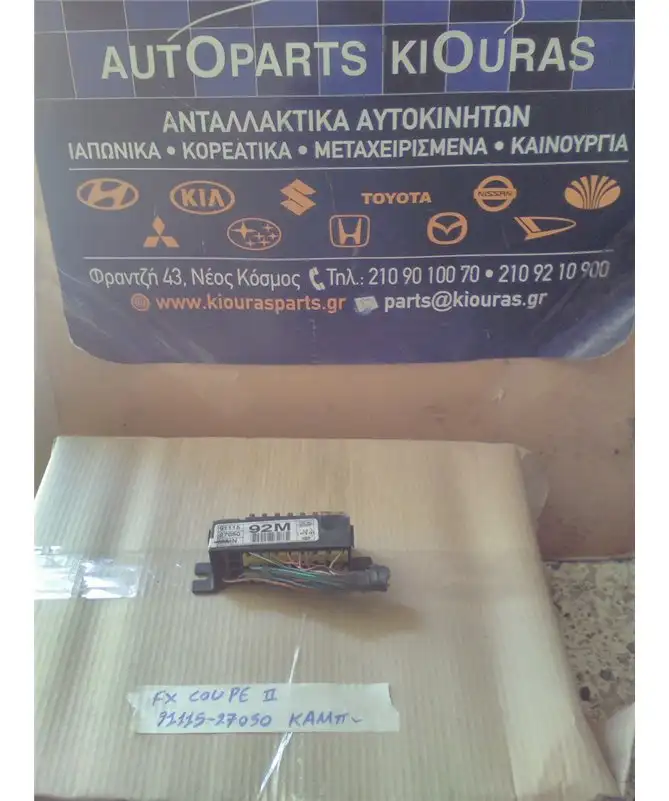 AUTOPARTS KIOURAS
ΑΝΤΑΛΛΑΚΤΙΚΑ ΑΥΤΟΚΙΝΗΤΩΝ
ΙΑΠΩΝΙΚΑ • ΚΟΡΕΑΤΙΚΑ • ΜΕΤΑΧΕΙΡΙΣΜΕΝΑ • ΚΑΙΝΟΥΡΓΙΑ
KIA TOYOTA NISSAN
Φραντζή 43, Νέος Κόσμος Τηλ.: 210 90 100 70 • 210 92 10 900
www.kiourasparts.gr parts@kiouras.gr
92M
FX COUPE II
91115-27050 ΚΑΜΠ